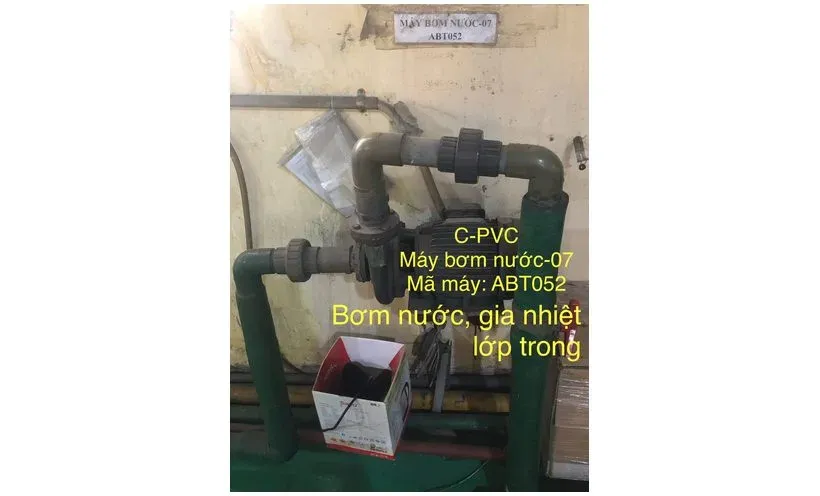 MÁY BƠM NƯỚC-07
ABT052
C-PVC
Máy bơm nước-07
Mã máy: ABT052
Bơm nước, gia nhiệt
lớp trong